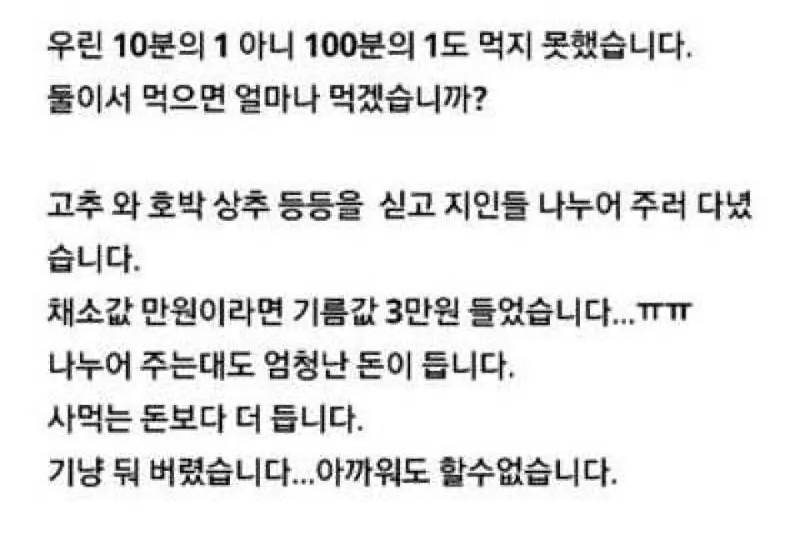 우린 10분의 1 아니 100분의 1도 먹지 못했습니다.
둘이서 먹으면 얼마나 먹겠습니까?
고추 와 호박 상추 등등을 싣고 지인들 나누어 주러 다녔
습니다.
채소값 만원이라면 기름값 3만원 들었습니다...ㅠㅠ
나누어 주는대도 엄청난 돈이 듭니다.
사먹는 돈보다 더 듭니다.
기냥 둬 버렸습니다...아까워도 할수없습니다.